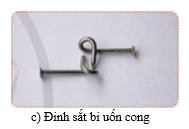 c) Đinh sắt bi uốn cong